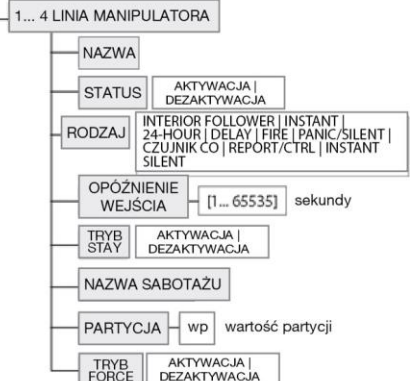 1... 4 LINIA MANIPULATORA
NAZWA
STATUS
AKTYWACJA |
DEZAKTYWACJA
RODZAJ
INTERIOR FOLLOWER | INSTANT |
24-HOUR | DELAY | FIRE | PANIC/SILENT |
CZUJNIK CO | REPORT/CTRL | INSTANT
SILENT
OPÓŹNIENIE
WEJŚCIA
[1... 65535] sekundy
TRYB
STAY
AKTYWACJA |
DEZAKTYWACJA
NAZWA SABOTAŻU
PARTYCJA
wp wartość partycji
TRYB
FORCE
AKTYWACJA |
DEZAKTYWACJA